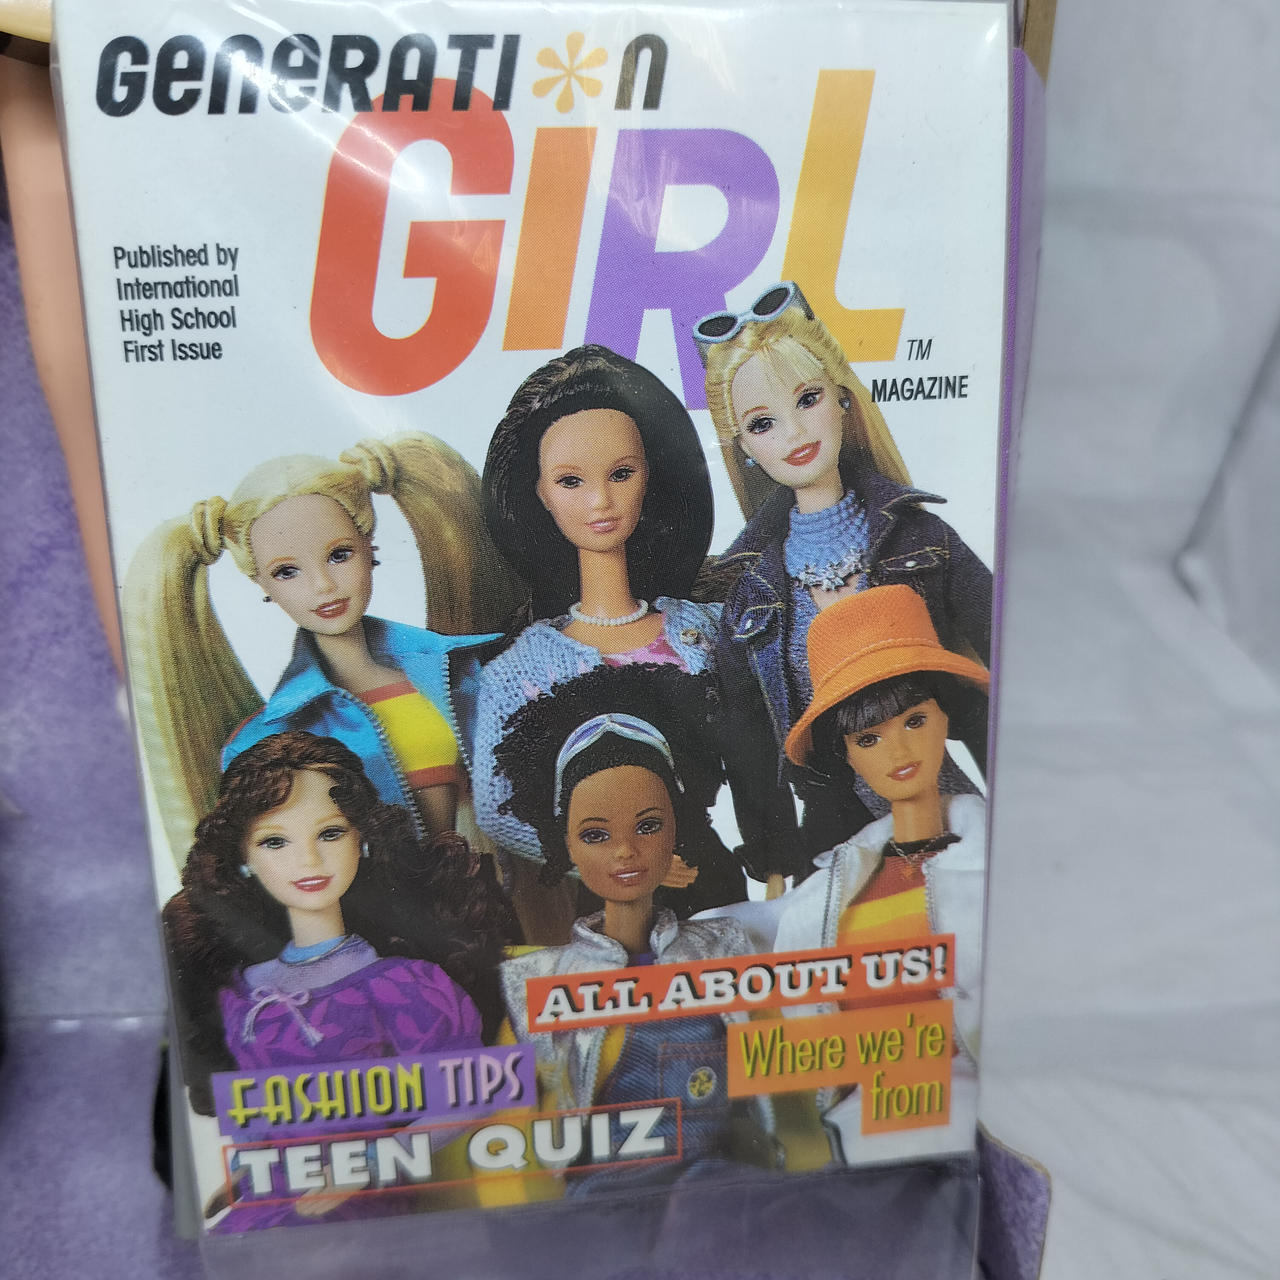 GENERATI*N
GIRL
TM
MAGAZINE
Published by
International
High School
First Issue
ALL ABOUT US!
Where we're
from
FASHION TIPS
TEEN QUIZ